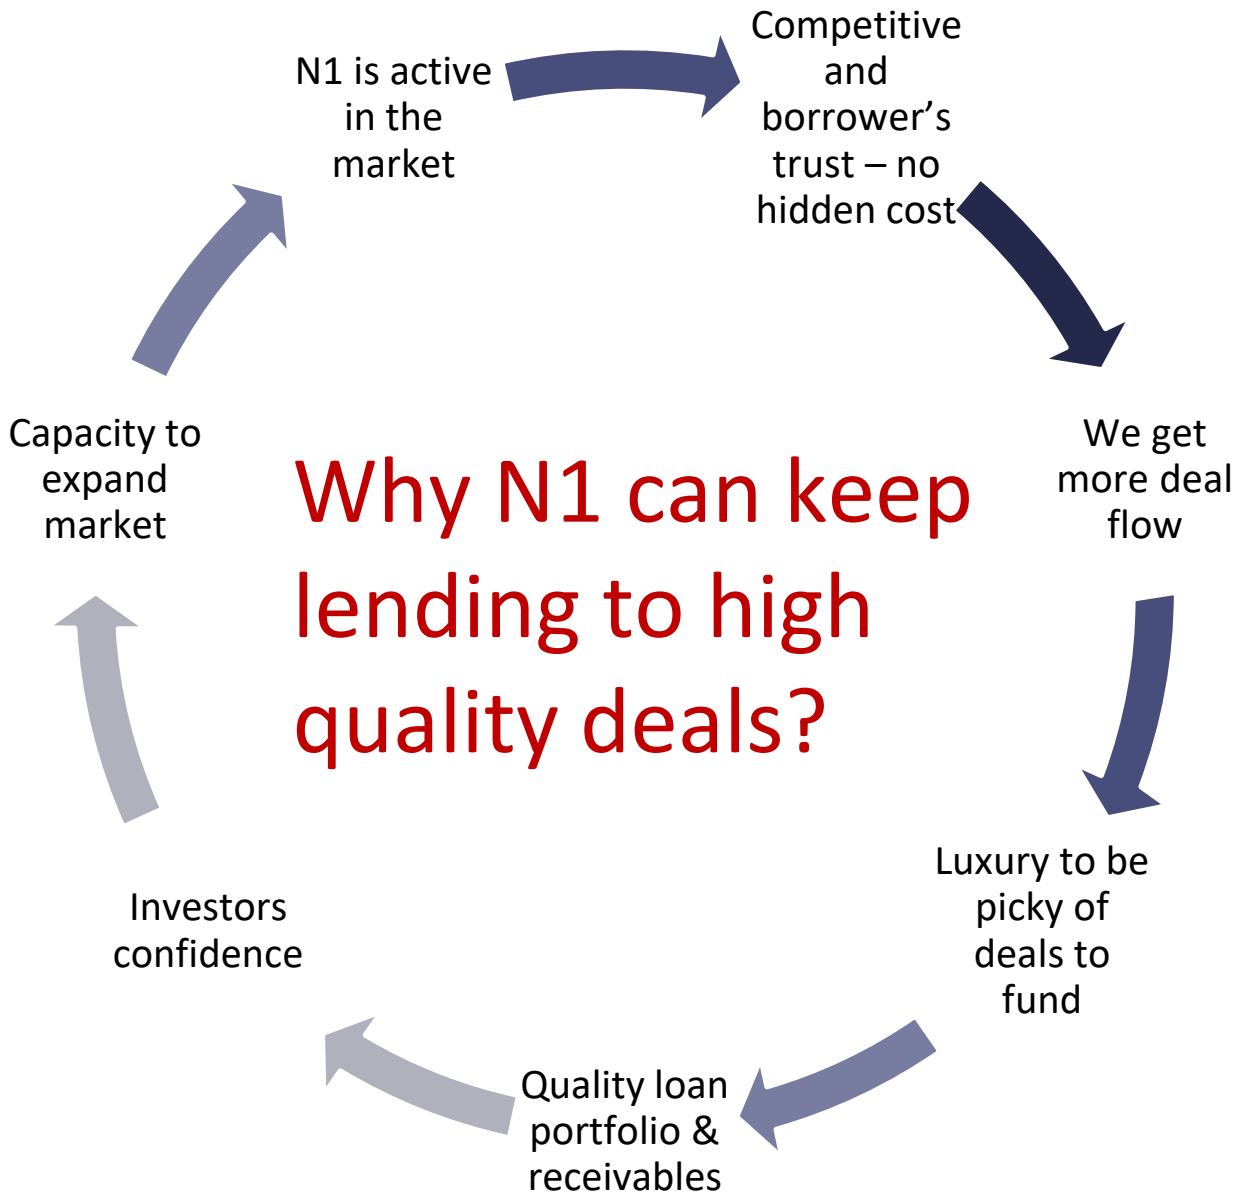 N1 is active
in the
market
Competitive
and
borrower’s
trust – no
hidden cost
We get
more deal
flow
Luxury to be
picky of
deals to
fund
Quality loan
portfolio &
receivables
Investors
confidence
Capacity to
expand
market
Why N1 can keep
lending to high
quality deals?